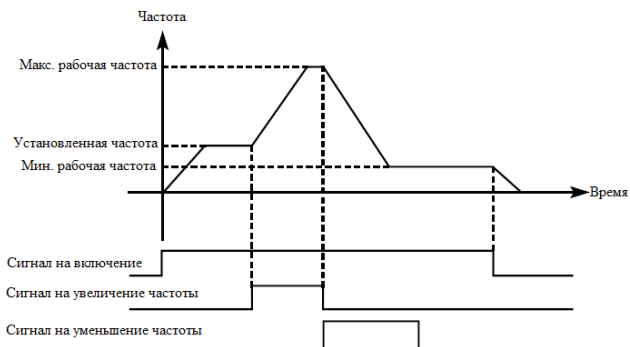 Частота
Макс. рабочая частота
Установленная частота
Мин. рабочая частота
Время
Сигнал на включение
Сигнал на увеличение частоты
Сигнал на уменьшение частоты